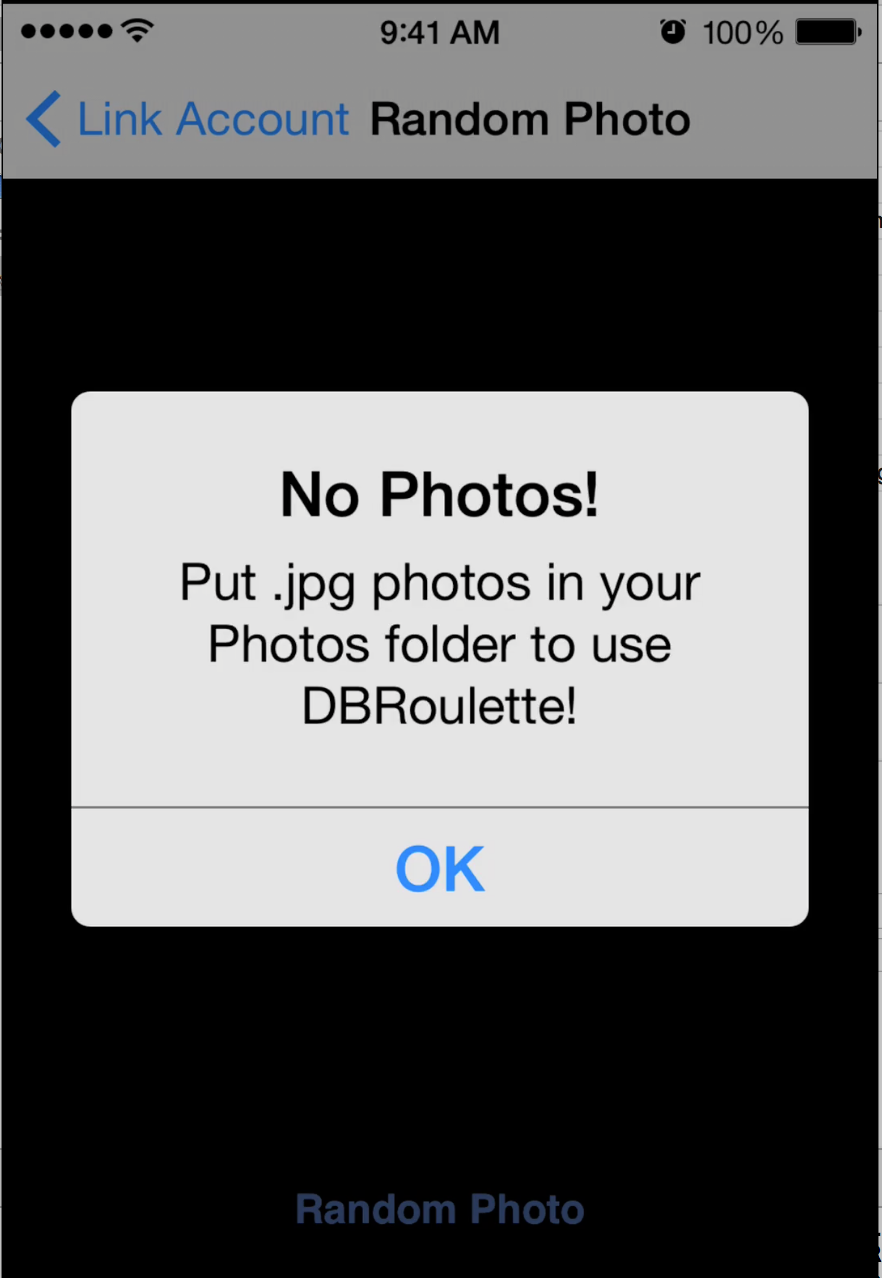 9:41 AM 100%
Link Account Random Photo
No Photos!
Put .jpg photos in your
Photos folder to use
DBRoulette!
OK
Random Photo